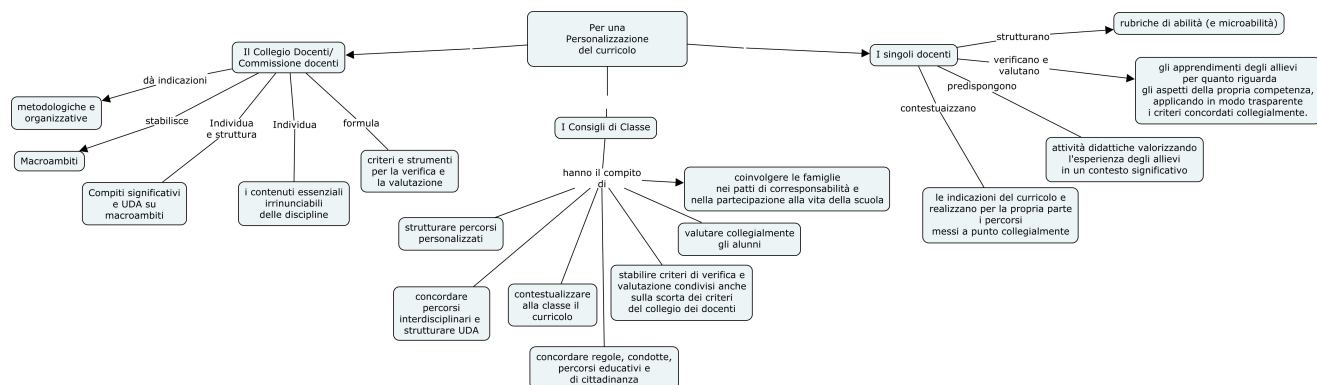 Per una
Personalizzazione
del curricolo
Il Collegio Docenti/
Commissione docenti
dà indicazioni
metodologiche e
organizzative
stabilisce
Macroambiti
Individua
e struttura
Compiti significativi
e UDA su
macroambiti
Individua
i contenuti essenziali
irrinunciabili
delle discipline
formula
criteri e strumenti
per la verifica e
la valutazione
I Consigli di Classe
hanno il compito
di
coinvolgere le famiglie
nei patti di corresponsabilità e
nella partecipazione alla vita della scuola
strutturare percorsi
personalizzati
valutare collegialmente
gli alunni
concordare
percorsi
interdisciplinari e
strutturare UDA
contestualizzare
alla classe il
curricolo
stabilire criteri di verifica e
valutazione condivisi anche
sulla scorta dei criteri
del collegio dei docenti
concordare regole, condotte,
percorsi educativi e
di cittadinanza
I singoli docenti
strutturano
rubriche di abilità (e microabilità)
verificano e
valutano
gli apprendimenti degli allievi
per quanto riguarda
gli aspetti della propria competenza,
applicando in modo trasparente
i criteri concordati collegialmente.
predispongono
attività didattiche valorizzando
l'esperienza degli allievi
in un contesto significativo
contestuaizzano
le indicazioni del curricolo e
realizzano per la propria parte
i percorsi
messi a punto collegialmente